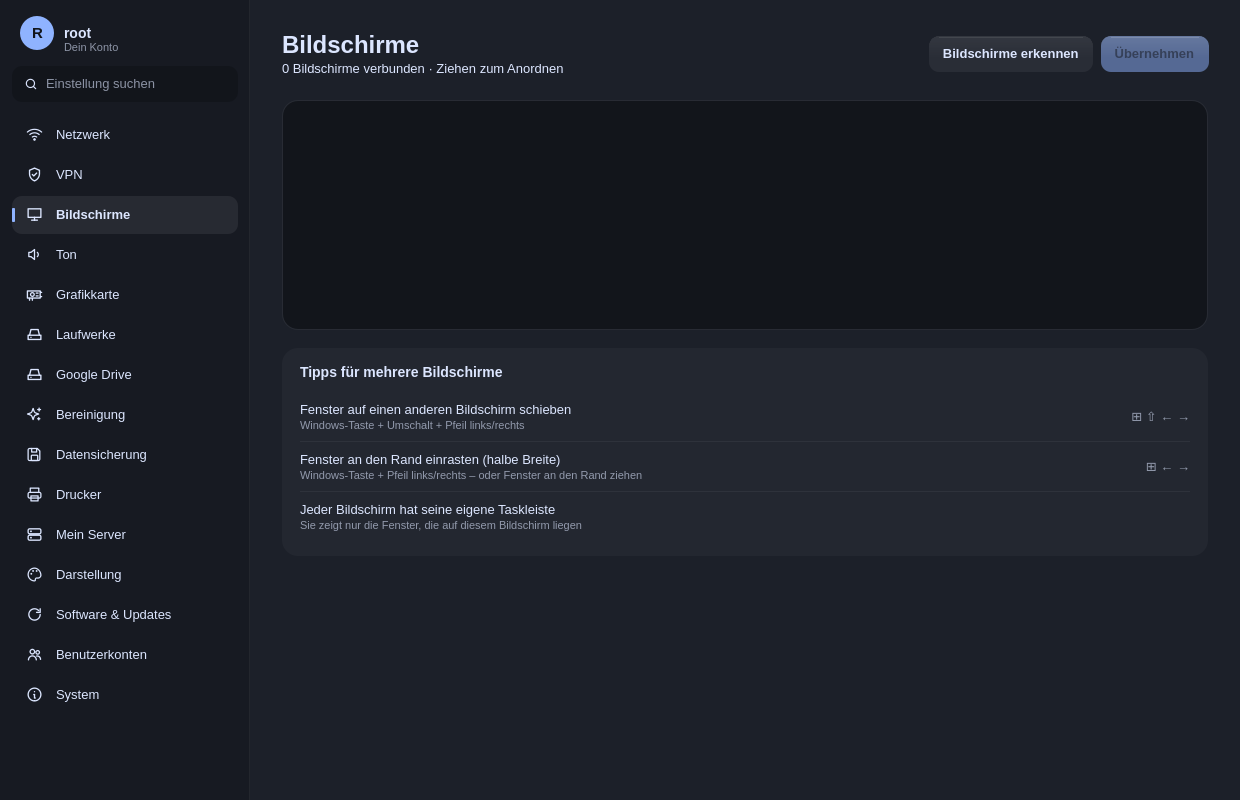 R
root
Dein Konto
Einstellung suchen
Netzwerk
VPN
Bildschirme
Ton
Grafikkarte
Laufwerke
Google Drive
Bereinigung
Datensicherung
Drucker
Mein Server
Darstellung
Software & Updates
Benutzerkonten
System
Bildschirme
0 Bildschirme verbunden · Ziehen zum Anordnen
Bildschirme erkennen
Übernehmen
Tipps für mehrere Bildschirme
Fenster auf einen anderen Bildschirm schieben
Windows-Taste + Umschalt + Pfeil links/rechts
⊞ ⇧ ← →
Fenster an den Rand einrasten (halbe Breite)
Windows-Taste + Pfeil links/rechts – oder Fenster an den Rand ziehen
⊞ ← →
Jeder Bildschirm hat seine eigene Taskleiste
Sie zeigt nur die Fenster, die auf diesem Bildschirm liegen